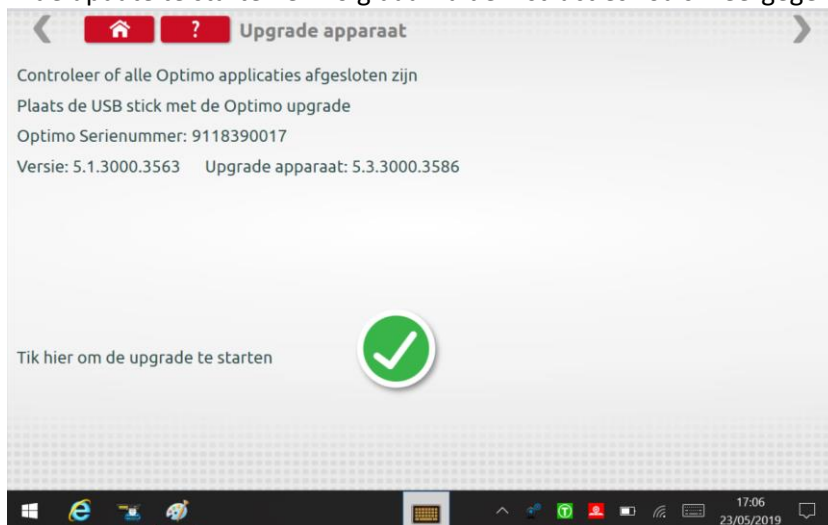 ? Upgrade apparaat
Controleer of alle Optimo applicaties afgesloten zijn
Plaats de USB stick met de Optimo upgrade
Optimo Serienummer: 9118390017
Versie: 5.1.3000.3563 Upgrade apparaat: 5.3.3000.3586
Tik hier om de upgrade te starten
17:06
23/05/2019